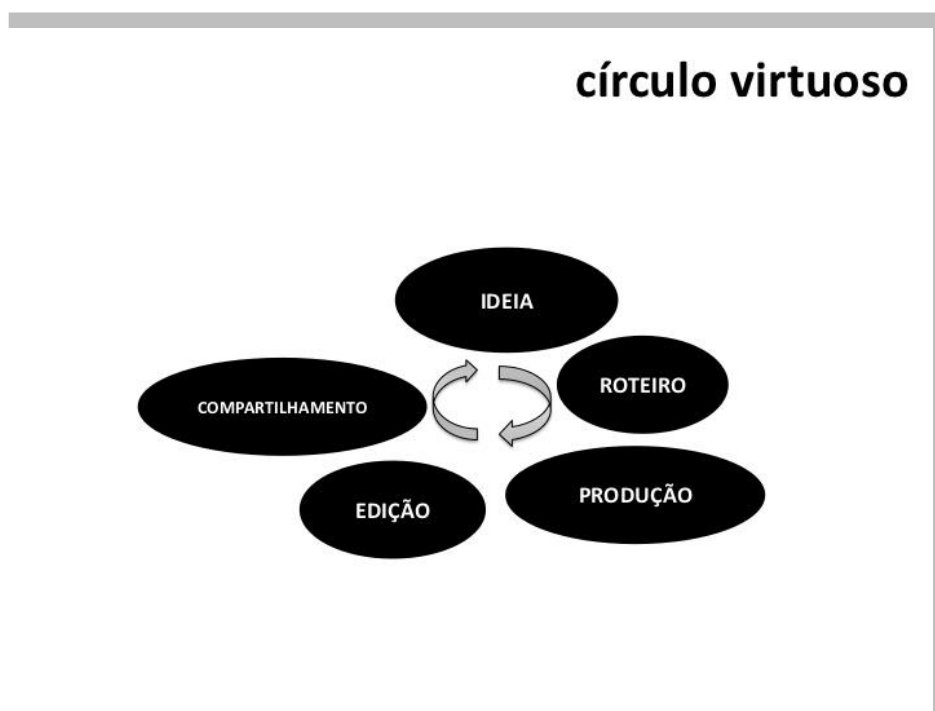 círculo virtuoso
IDEIA
ROTEIRO
COMPARTILHAMENTO
PRODUÇÃO
EDIÇÃO